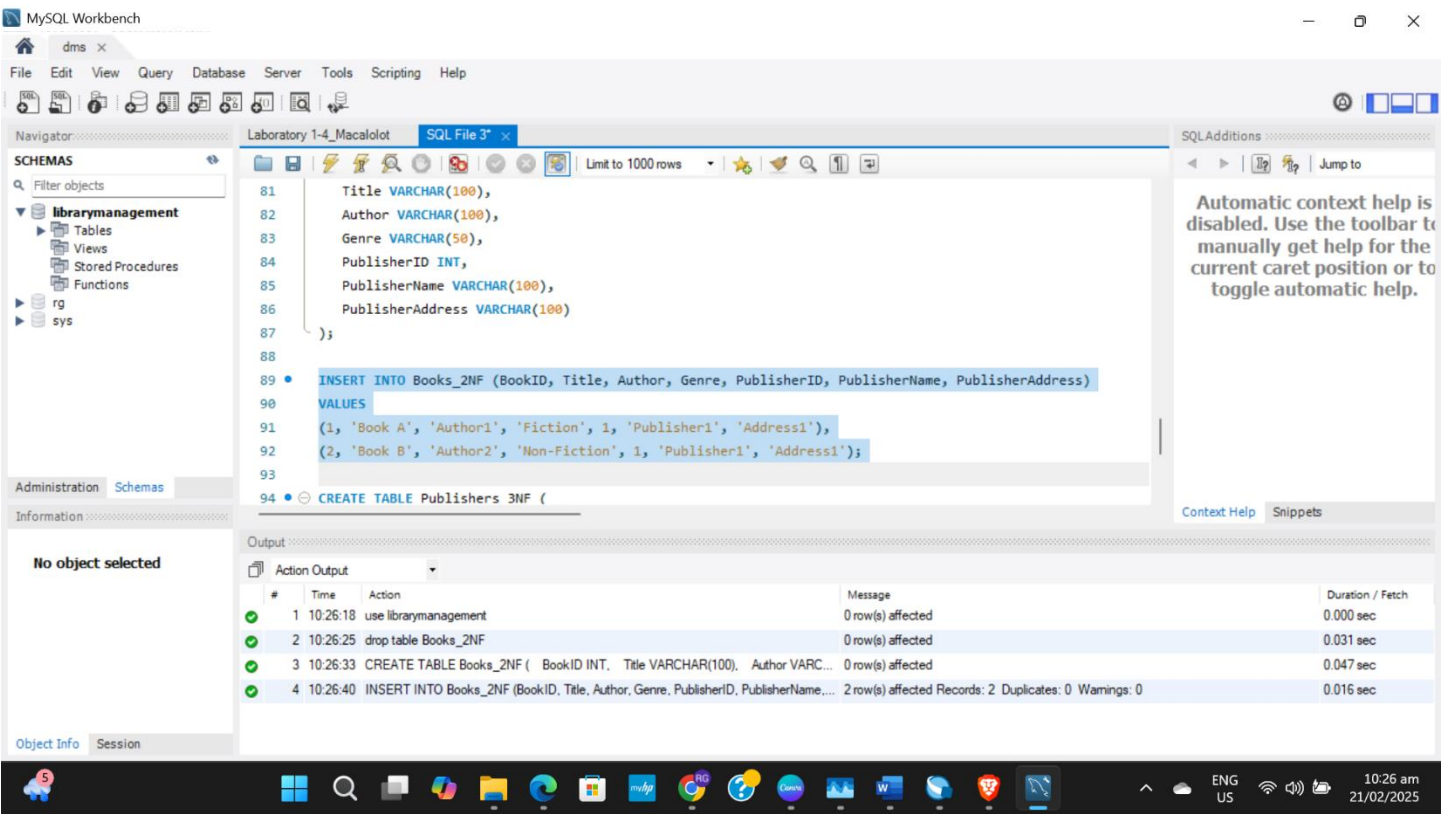 MySQL Workbench
dms
File Edit View Query Database Server Tools Scripting Help
Navigator
SCHEMAS
Filter objects
librarymanagement
Tables
Views
Stored Procedures
Functions
rg
sys
Administration Schemas
Information
No object selected
Object Info Session
Laboratory 1-4_Macalolot SQL File 3*
Limit to 1000 rows
81 Title VARCHAR(100),
82 Author VARCHAR(100),
83 Genre VARCHAR(50),
84 PublisherID INT,
85 PublisherName VARCHAR(100),
86 PublisherAddress VARCHAR(100)
87 );
88
89 INSERT INTO Books_2NF (BookID, Title, Author, Genre, PublisherID, PublisherName, PublisherAddress)
90 VALUES
91 (1, 'Book A', 'Author1', 'Fiction', 1, 'Publisher1', 'Address1'),
92 (2, 'Book B', 'Author2', 'Non-Fiction', 1, 'Publisher1', 'Address1');
93
94 CREATE TABLE Publishers 3NF (
SQLAdditions
Jump to
Automatic context help is
disabled. Use the toolbar to
manually get help for the
current caret position or to
toggle automatic help.
Context Help Snippets
Output
Action Output
# Time Action Message Duration / Fetch
1 10:26:18 use librarymanagement 0 row(s) affected 0.000 sec
2 10:26:25 drop table Books_2NF 0 row(s) affected 0.031 sec
3 10:26:33 CREATE TABLE Books_2NF ( BookID INT, Title VARCHAR(100), Author VARC... 0 row(s) affected 0.047 sec
4 10:26:40 INSERT INTO Books_2NF (BookID, Title, Author, Genre, PublisherID, PublisherName,... 2 row(s) affected Records: 2 Duplicates: 0 Warnings: 0 0.016 sec
5
myhp
RG
Canva
W
ENG
US
10:26 am
21/02/2025